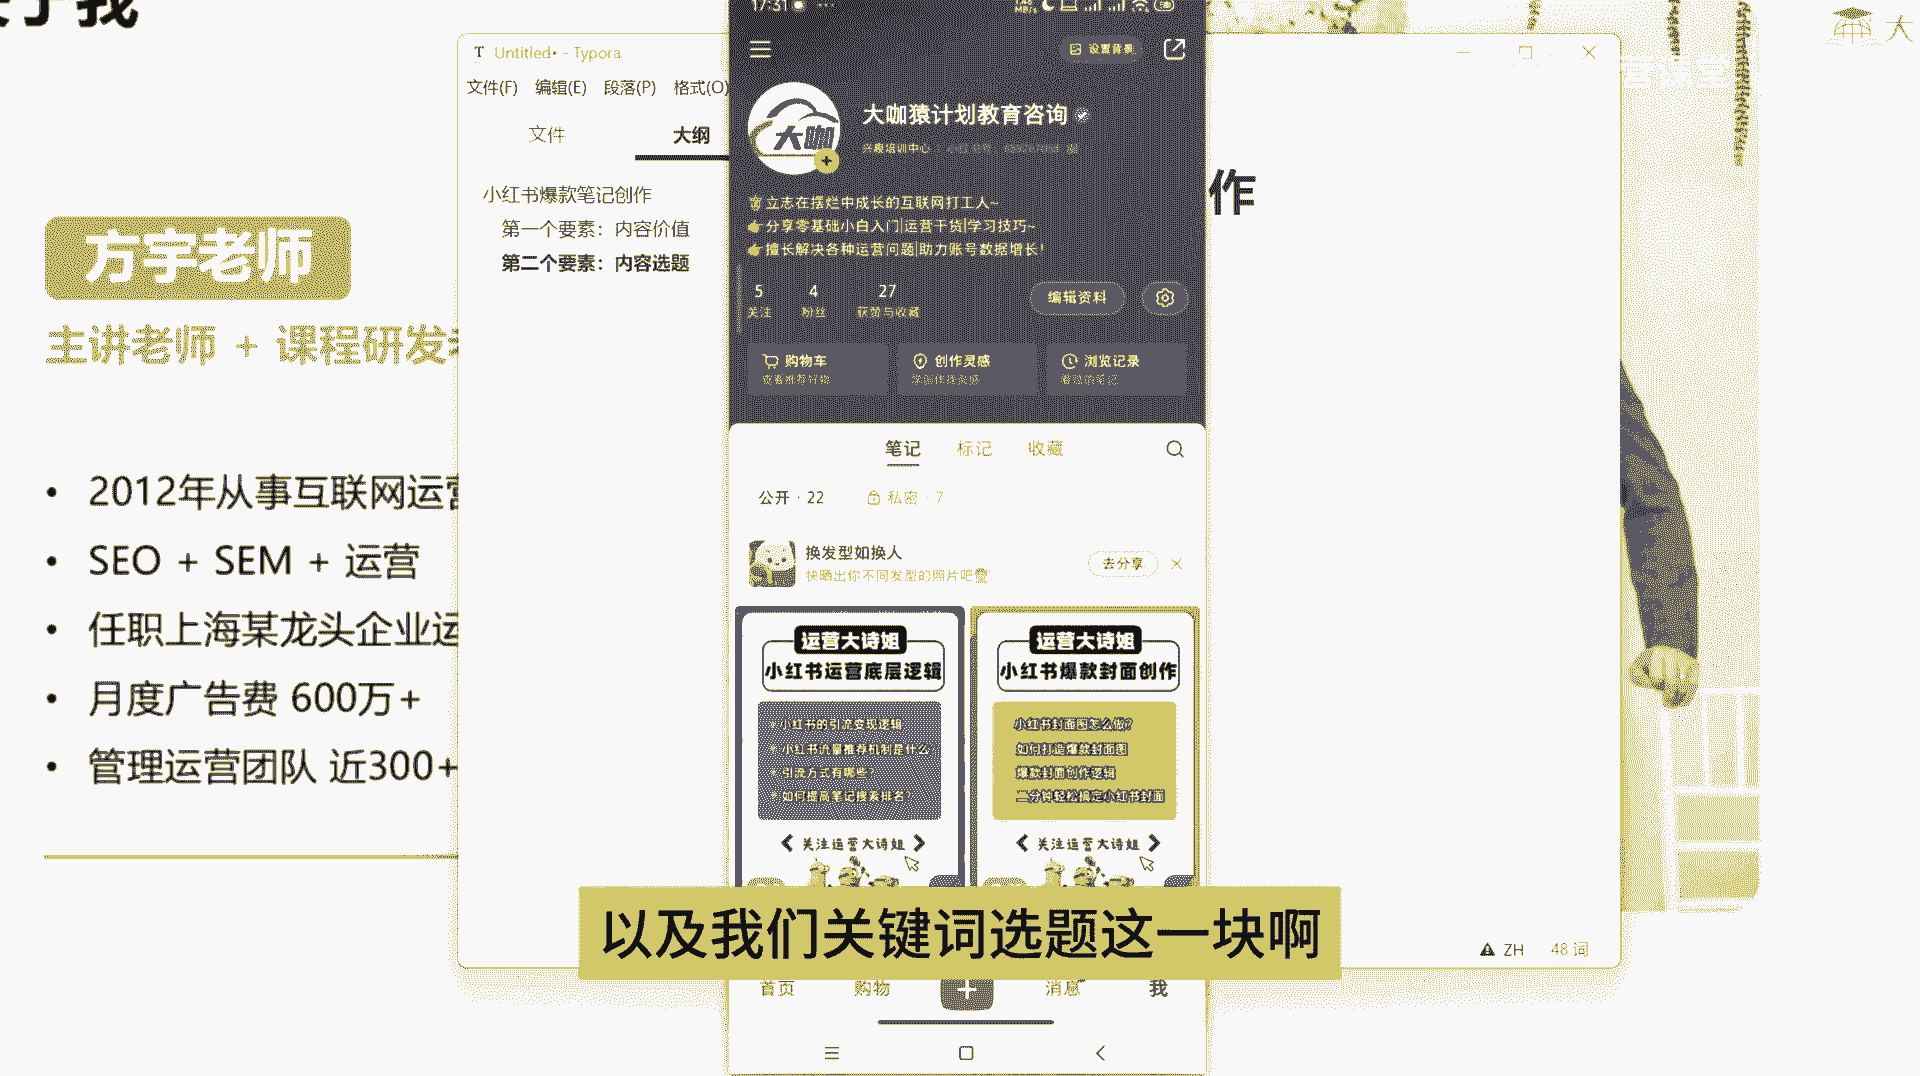 于我
大
方宇老师
主讲老师 + 课程研发
2012年从事互联网运营
SEO + SEM + 运营
任职上海某龙头企业运
月度广告费 600万+
管理运营团队 近300+
Untitled• - Typora
文件(F) 编辑(E) 段落(P) 格式(O)
文件 大纲
小红书爆款笔记创作
第一个要素：内容价值
第二个要素：内容选题
作
ZH 48 词
17:31
设置背景
大咖
大咖猿计划教育咨询
兴趣培训中心
立志在摆烂中成长的互联网打工人~
分享零基础小白入门|运营干货|学习技巧~
擅长解决各种运营问题|助力账号数据增长!
5 4 27
关注 粉丝 获赞与收藏
编辑资料
购物车 创作灵感 浏览记录
查看推荐好物 学创作找灵感 看过的笔记
笔记 标记 收藏
公开 · 22 私密 · 7
换发型如换人
快晒出你不同发型的照片吧
去分享
运营大诗姐
小红书运营底层逻辑
*小红书的引流变现逻辑
*小红书流量推荐机制是什么
*引流方式有哪些?
*如何提高笔记搜索排名?
关注运营大诗姐
运营大诗姐
小红书爆款封面创作
小红书封面图怎么做?
如何打造爆款封面图
爆款封面创作逻辑
二分钟轻松搞定小红书封面
关注运营大诗姐
以及我们关键词选题这一块啊
首页 购物 消息 我